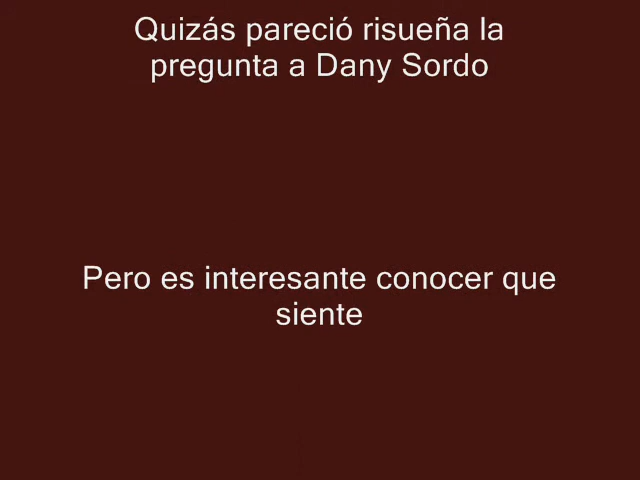 Quizás pareció risueña la
pregunta a Dany Sordo
Pero es interesante conocer que
siente